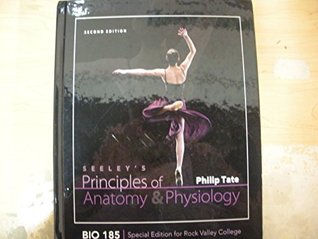 SECOND EDITION
SEELEY'S
Principles of Philip Tate
Anatomy & Physiology
BIO 185 | Special Edition for Rock Valley College